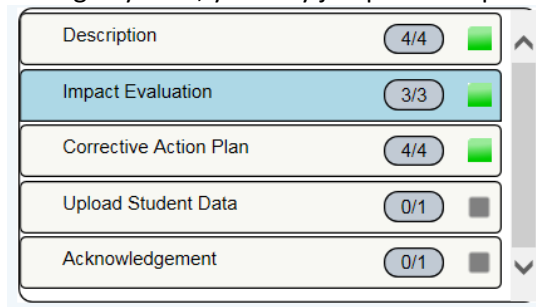 Description 4/4
Impact Evaluation 3/3
Corrective Action Plan 4/4
Upload Student Data 0/1
Acknowledgement 0/1